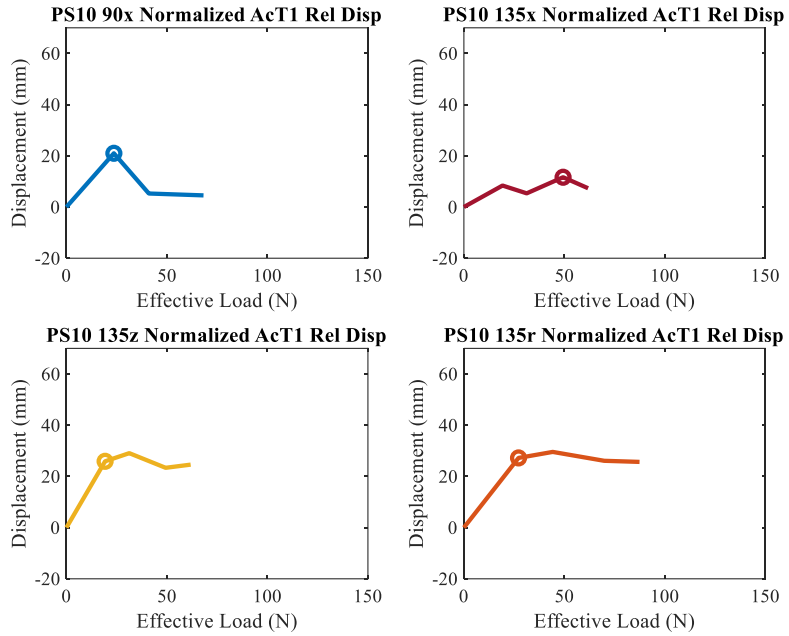 PS10 90x Normalized AcT1 Rel Disp
60
40
20
0
-20
Displacement (mm)
0 50 100 150
Effective Load (N)
PS10 135x Normalized AcT1 Rel Disp
60
40
20
0
-20
Displacement (mm)
0 50 100 150
Effective Load (N)
PS10 135z Normalized AcT1 Rel Disp
60
40
20
0
-20
Displacement (mm)
0 50 100 150
Effective Load (N)
PS10 135r Normalized AcT1 Rel Disp
60
40
20
0
-20
Displacement (mm)
0 50 100 150
Effective Load (N)